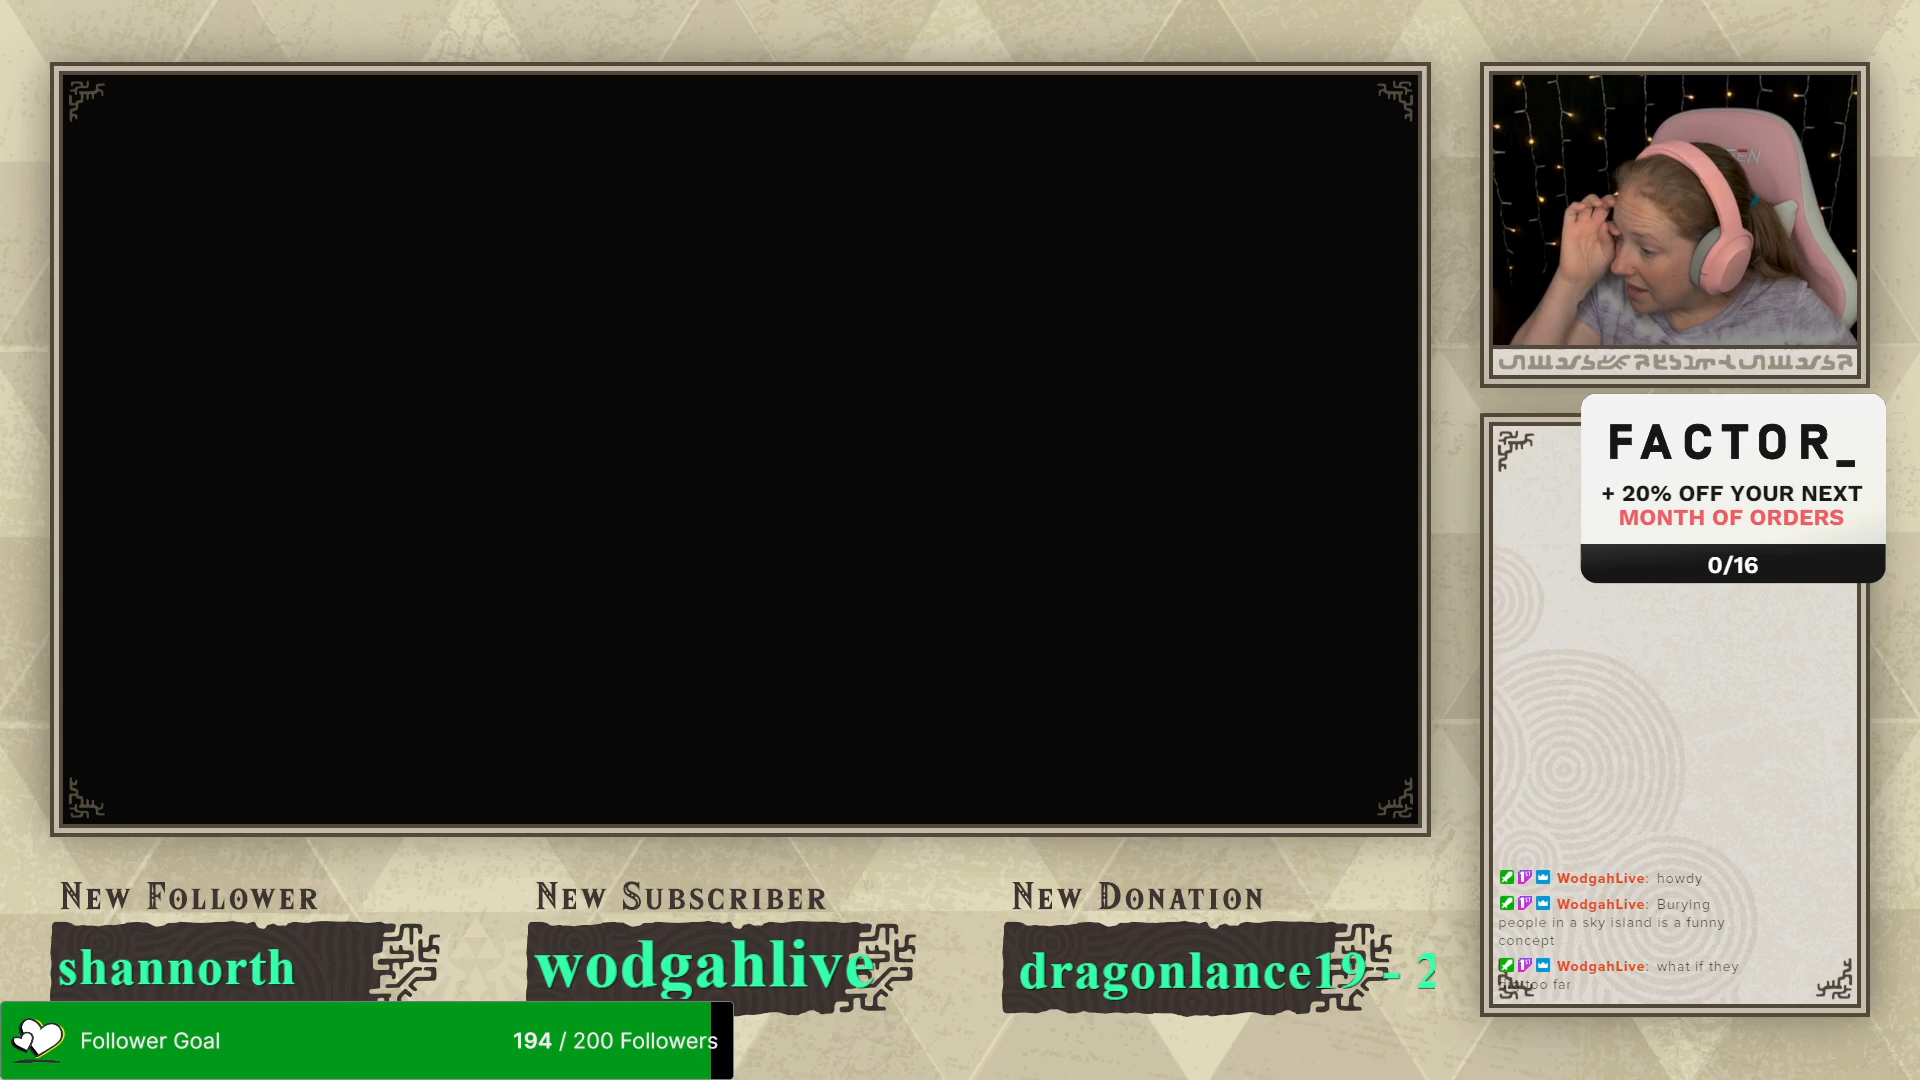 FACTOR_
+ 20% OFF YOUR NEXT
MONTH OF ORDERS
0/16
WodgahLive: howdy
WodgahLive: Burying
people in a sky island is a funny
concept
WodgahLive: what if they
too far
New Follower
shannorth
New Subscriber
wodgahlive
New Donation
dragonlance19 - 2
Follower Goal
194 / 200 Followers